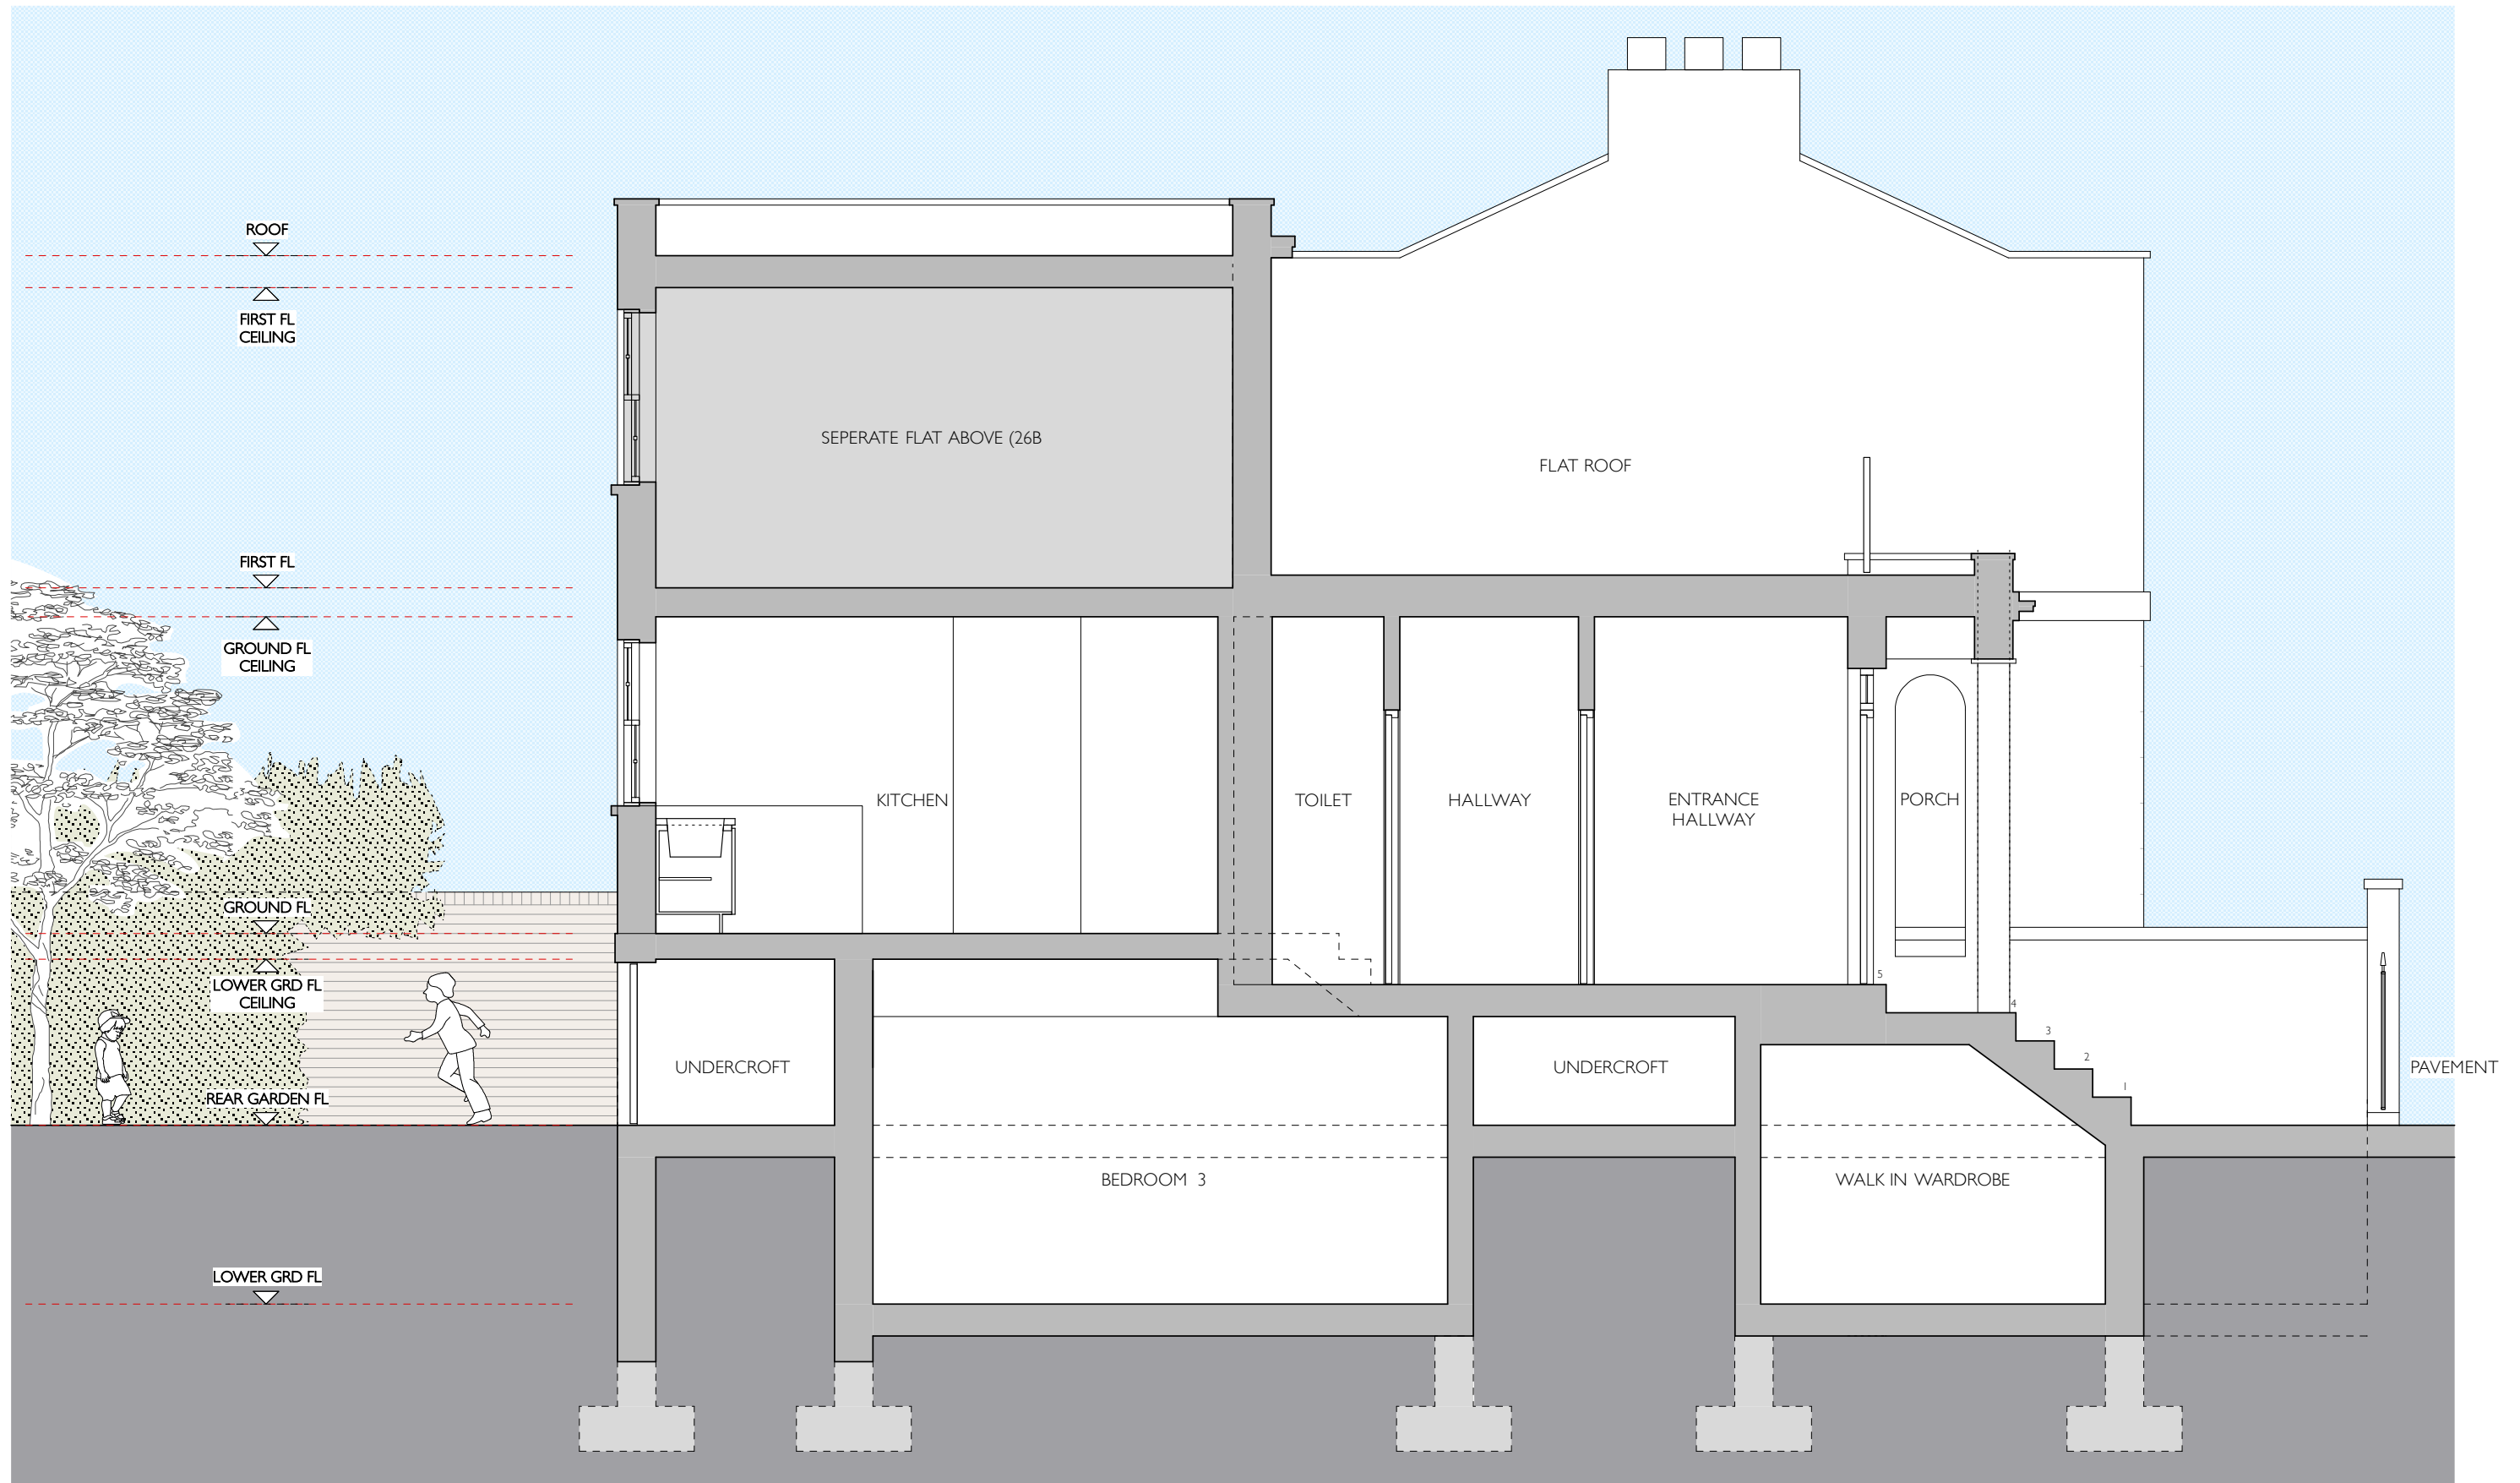 ROOF
FIRST FL
CEILING
SEPERATE FLAT ABOVE (26B
FLAT ROOF
FIRST FL
GROUND FL
CEILING
KITCHEN
TOILET
HALLWAY
ENTRANCE
HALLWAY
PORCH
GROUND FL
LOWER GRD FL
CEILING
5
4
3
2
1
UNDERCROFT
UNDERCROFT
PAVEMENT
REAR GARDEN FL
BEDROOM 3
WALK IN WARDROBE
LOWER GRD FL